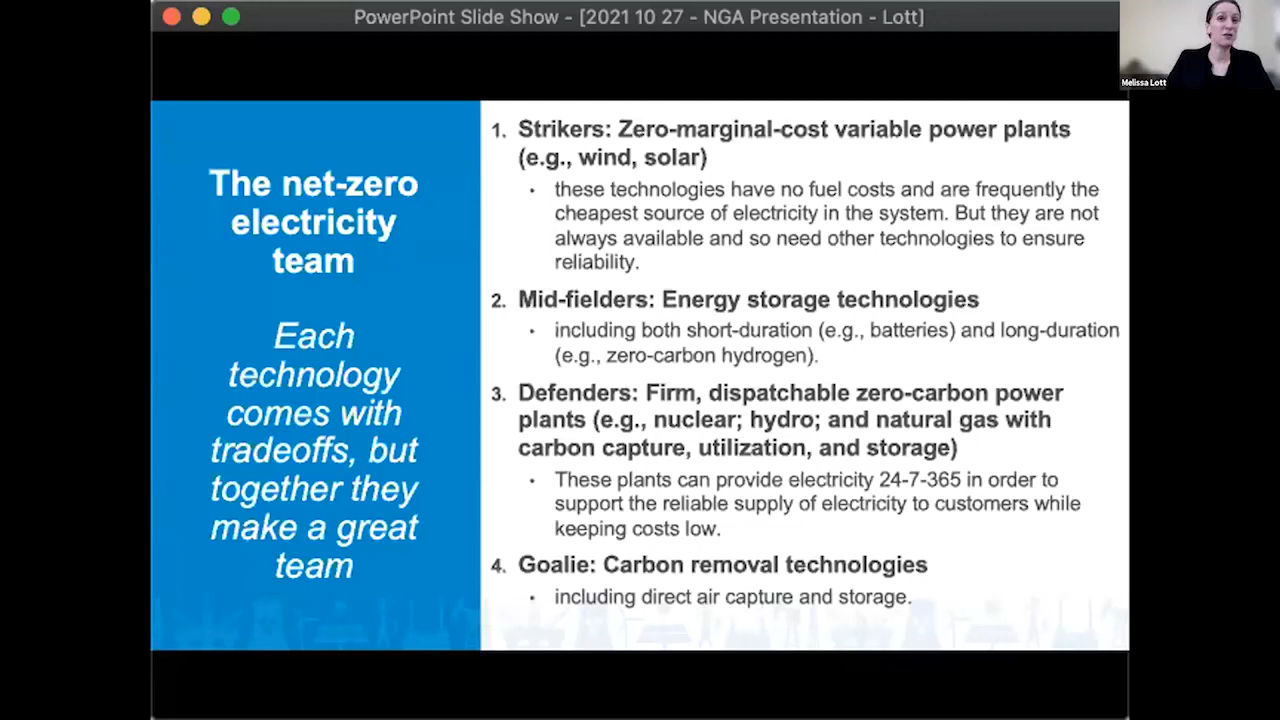 PowerPoint Slide Show - [2021 10 27 - NGA Presentation - Lott]
Melissa Lott
The net-zero
electricity
team
Each
technology
comes with
tradeoffs, but
together they
make a great
team
1. Strikers: Zero-marginal-cost variable power plants
(e.g., wind, solar)
• these technologies have no fuel costs and are frequently the
cheapest source of electricity in the system. But they are not
always available and so need other technologies to ensure
reliability.
2. Mid-fielders: Energy storage technologies
• including both short-duration (e.g., batteries) and long-duration
(e.g., zero-carbon hydrogen).
3. Defenders: Firm, dispatchable zero-carbon power
plants (e.g., nuclear; hydro; and natural gas with
carbon capture, utilization, and storage)
• These plants can provide electricity 24-7-365 in order to
support the reliable supply of electricity to customers while
keeping costs low.
4. Goalie: Carbon removal technologies
• including direct air capture and storage.